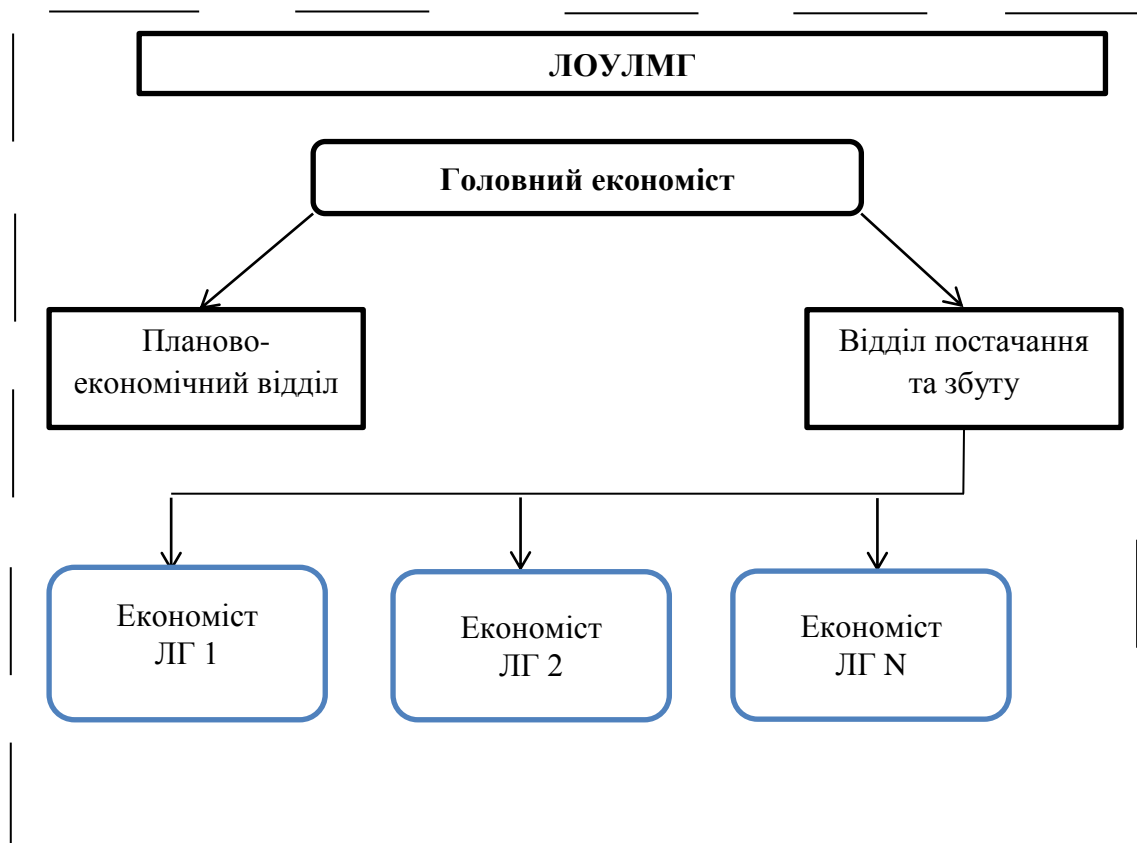 ЛОУЛМГ
Головний економіст
Планово-
економічний відділ
Відділ постачання
та збуту
Економіст
ЛГ 1
Економіст
ЛГ 2
Економіст
ЛГ N